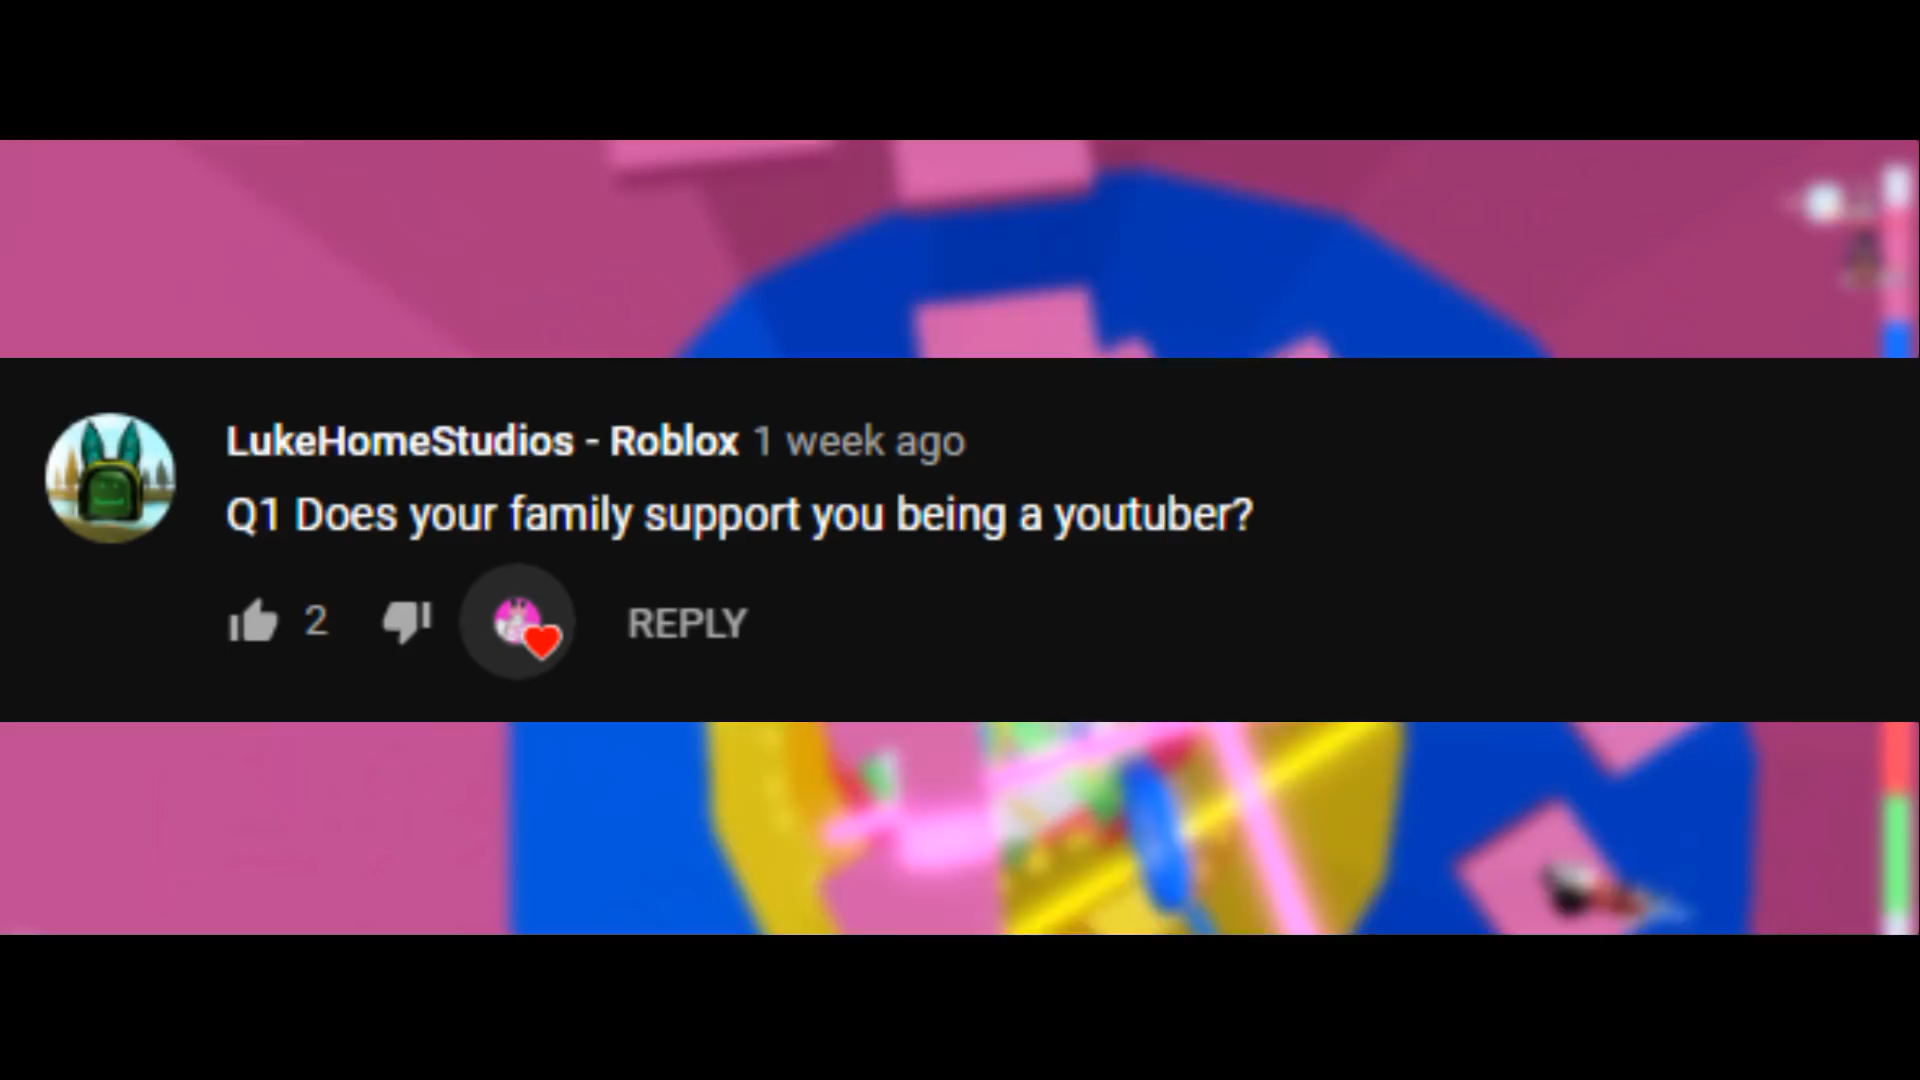 LukeHomeStudios - Roblox 1 week ago
Q1 Does your family support you being a youtuber?
2 REPLY